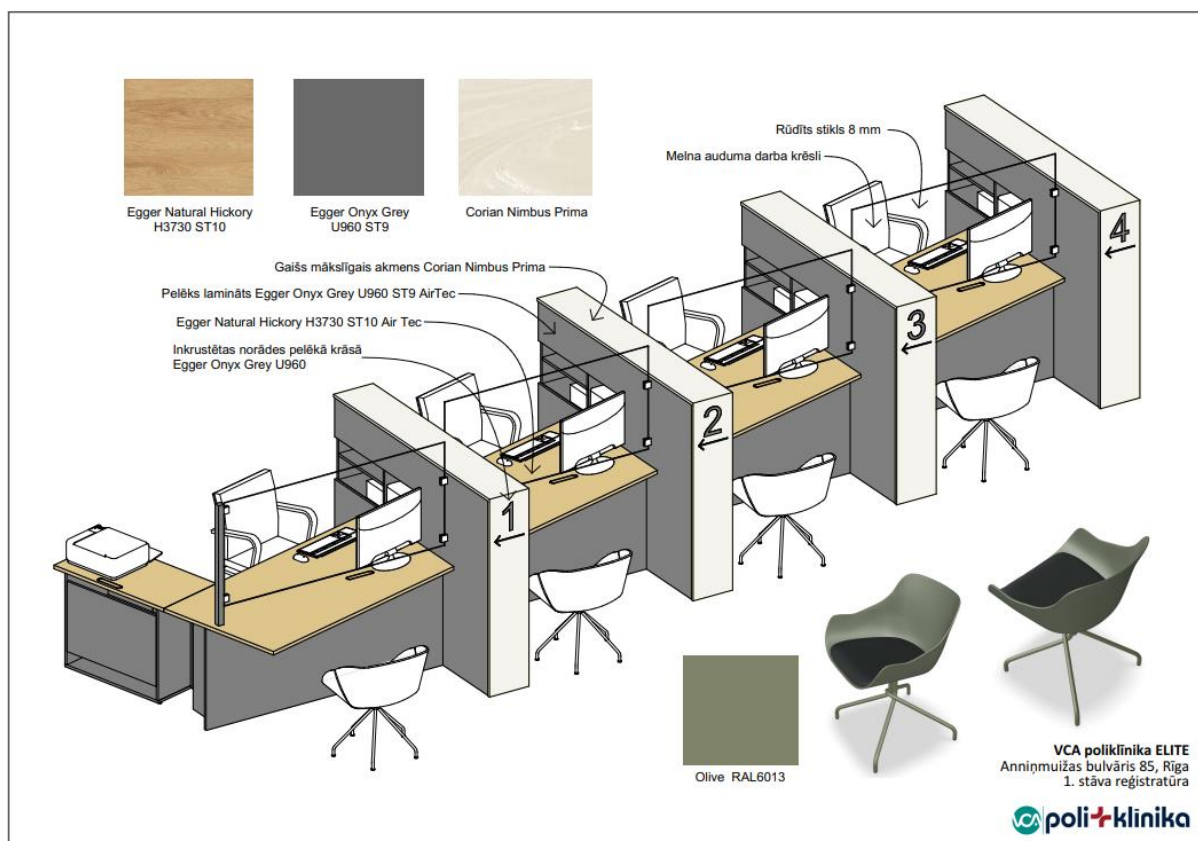 Egger Natural Hickory
H3730 ST10
Egger Onyx Grey
U960 ST9
Corian Nimbus Prima
Rūdīts stikls 8 mm
Melna auduma darba krēsli
Gaišs mākslīgais akmens Corian Nimbus Prima
Pelēks lamināts Egger Onyx Grey U960 ST9 AirTec
Egger Natural Hickory H3730 ST10 Air Tec
Inkrustētas norādes pelēkā krāsā
Egger Onyx Grey U960
4
3
2
1
Olive RAL6013
VCA poliklīnika ELITE
Anniņmuižas bulvāris 85, Rīga
1. stāva reģistratūra
VCA poli+klinika